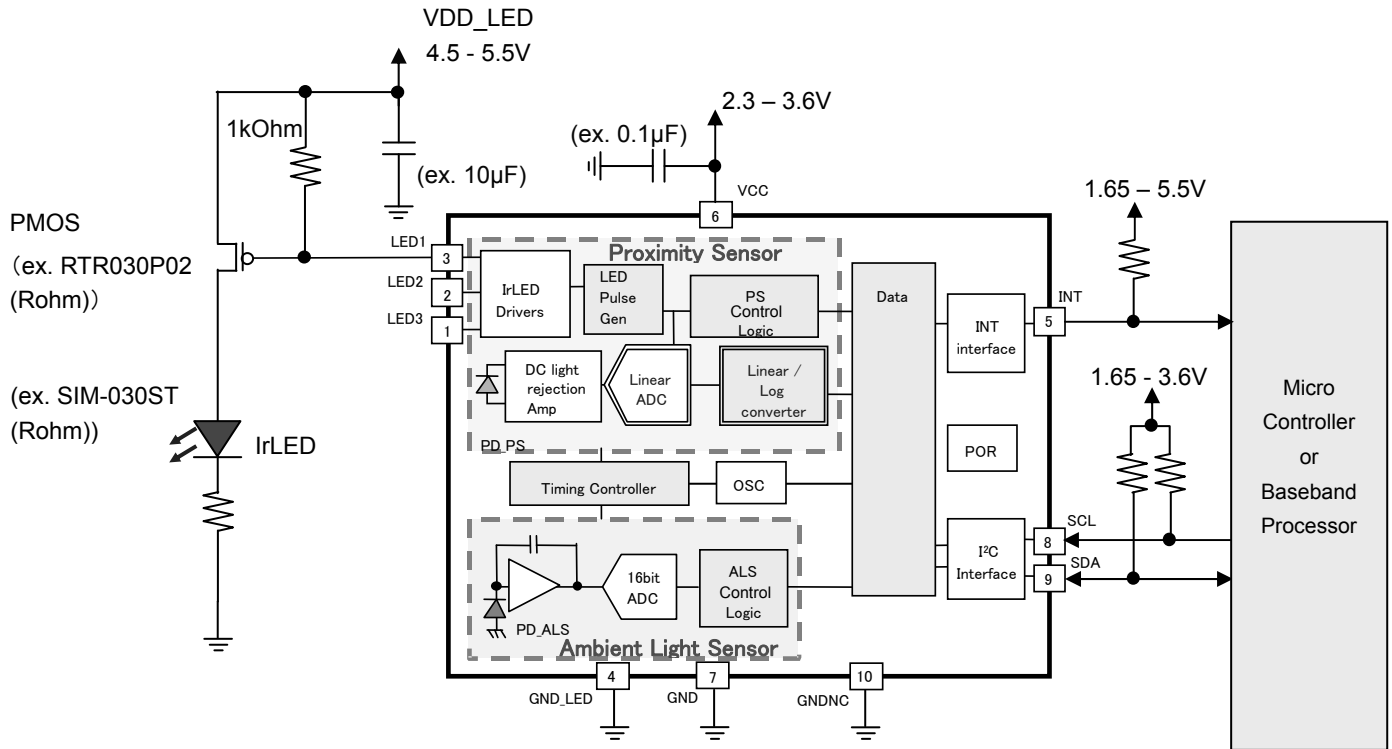 VDD_LED
4.5 - 5.5V
1kOhm
(ex. 10µF)
2.3 – 3.6V
(ex. 0.1µF)
VCC
6
PMOS
（ex. RTR030P02
(Rohm)）
(ex. SIM-030ST
(Rohm))
IrLED
LED1
3
LED2
2
LED3
1
Proximity Sensor
IrLED
Drivers
LED
Pulse
Gen
PS
Control
Logic
DC light
rejection
Amp
Linear
ADC
Linear /
Log
converter
PD_PS
Timing Controller
OSC
16bit
ADC
ALS
Control
Logic
PD_ALS
Ambient Light Sensor
Data
INT
interface
POR
I²C
Interface
1.65 – 5.5V
INT
5
1.65 - 3.6V
SCL
8
SDA
9
Micro
Controller
or
Baseband
Processor
4
GND_LED
7
GND
10
GNDNC